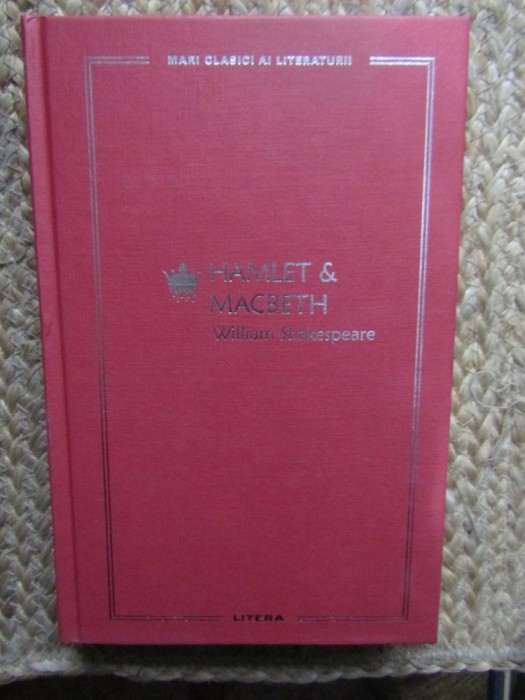 MARI CLASICI AI LITERATURII
HAMLET &
MACBETH
William Shakespeare
LITERA